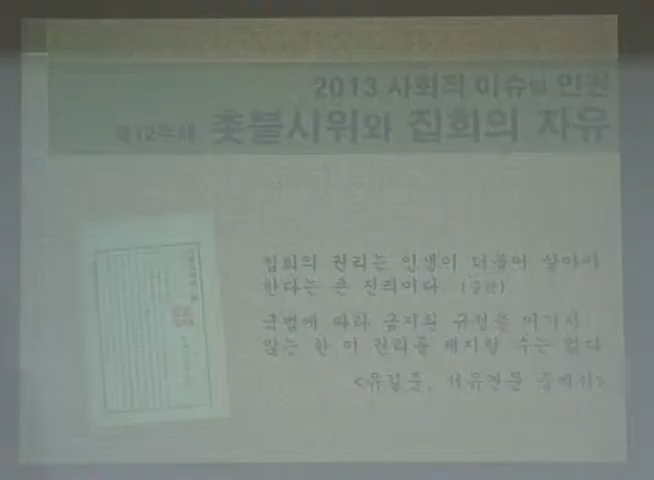 2013 사회적 이슈와 인권
제12주제 촛불시위와 집회의 자유
집회의 권리는 인생이 더불어 살아야
한다는 큰 진리이다. (중략)
국법에 따라 금지된 규정을 어기지
않는 한 이 권리를 해치할 수는 없다
<유길준, 서유견문 중에서>